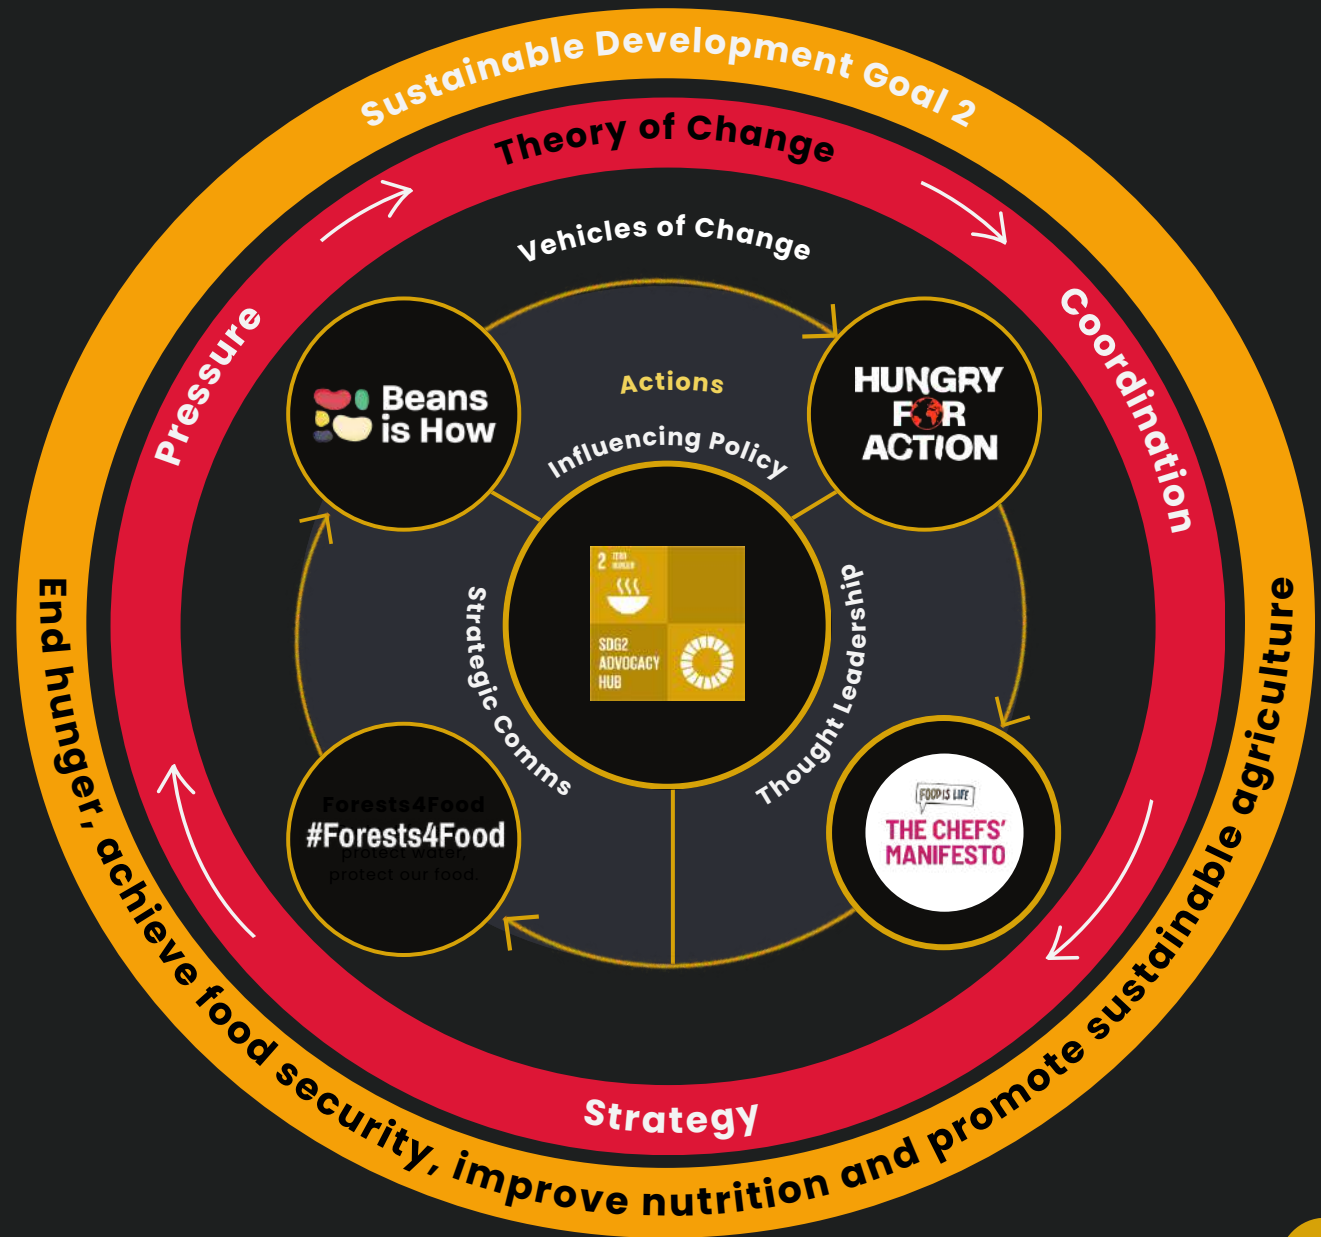 Sustainable Development Goal 2
Theory of Change
Vehicles of Change
Pressure
Coordination
Beans
is How
HUNGRY
FOR
ACTION
Actions
Influencing Policy
2 ZERO
HUNGER
SDG2
ADVOCACY
HUB
Strategic Comms
Thought Leadership
Forests4Food
#Forests4Food
protect water,
protect our food.
FOOD IS LIFE
THE CHEFS'
MANIFESTO
Strategy
End hunger, achieve food security, improve nutrition and promote sustainable agriculture